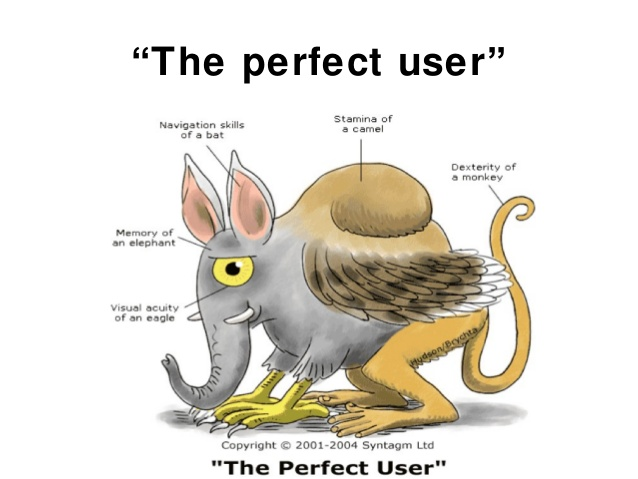 “The perfect user”
Navigation skills
of a bat
Stamina of
a camel
Dexterity of
a monkey
Memory of
an elephant
Visual acuity
of an eagle
Hudson/Brychta
Copyright © 2001-2004 Syntagm Ltd
"The Perfect User"